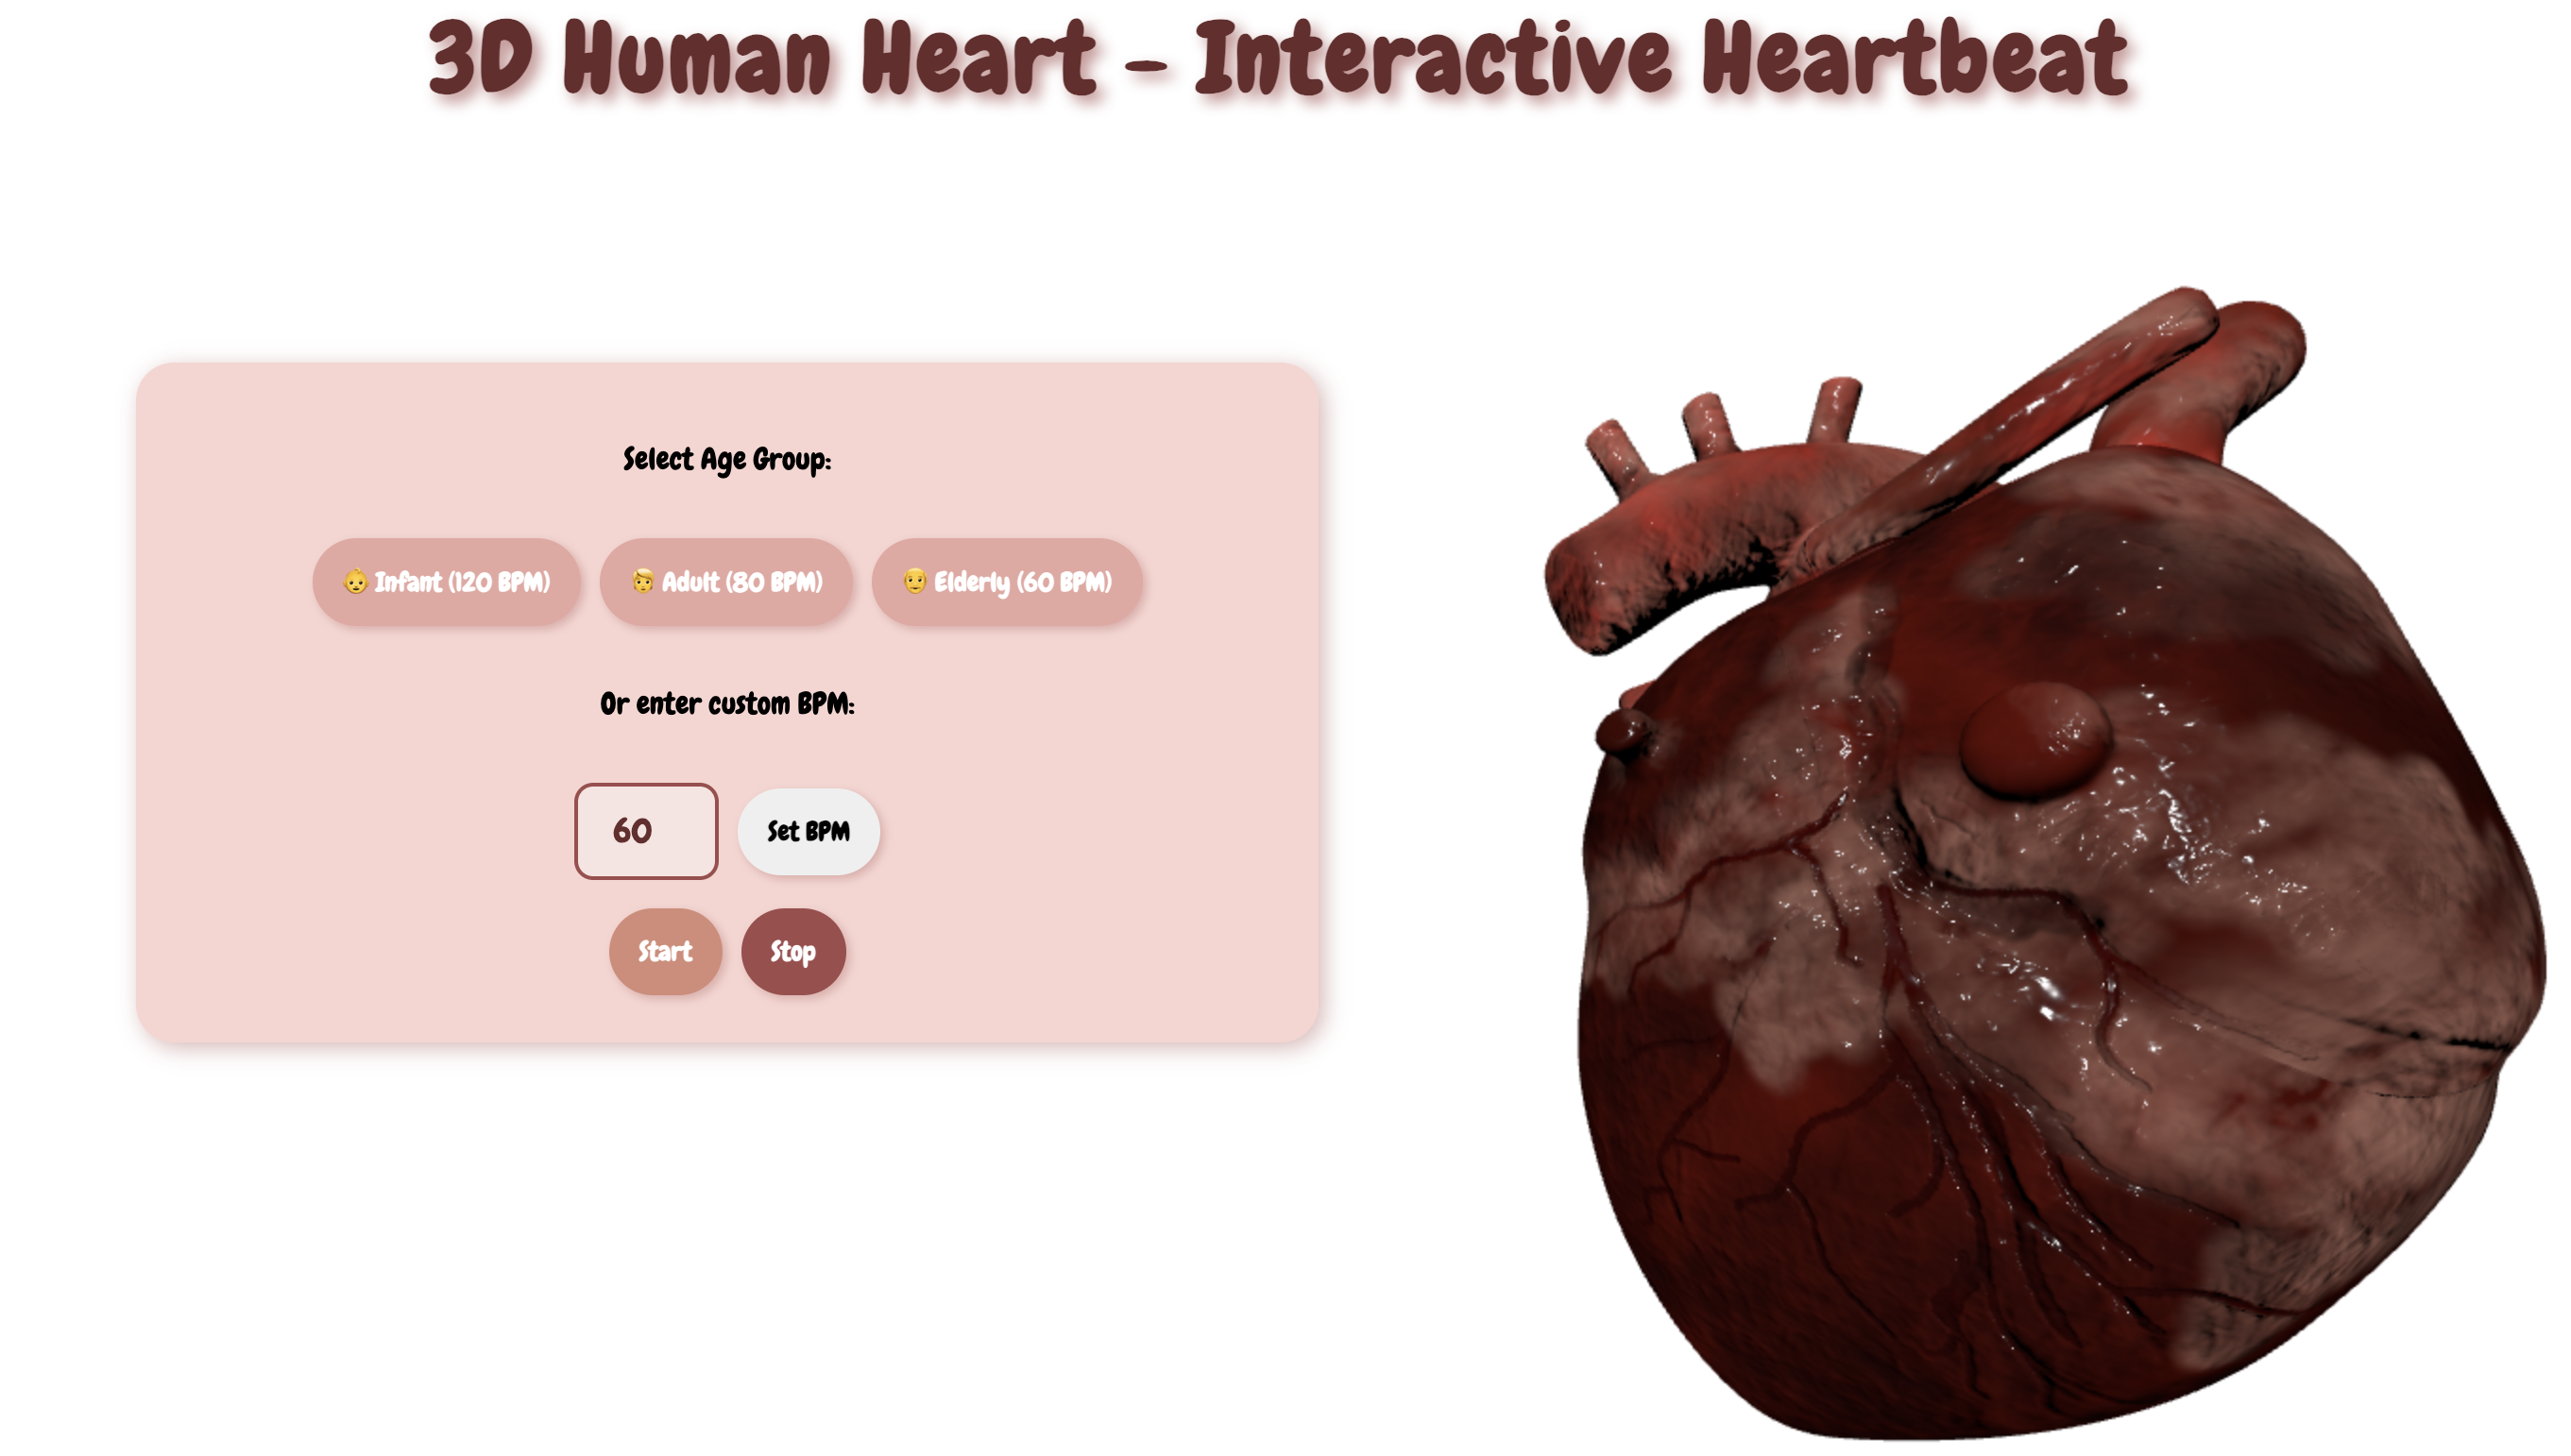 3D Human Heart - Interactive Heartbeat
Select Age Group:
👶 Infant (120 BPM) 🧑 Adult (80 BPM) 👴 Elderly (60 BPM)
Or enter custom BPM:
60 Set BPM
Start Stop